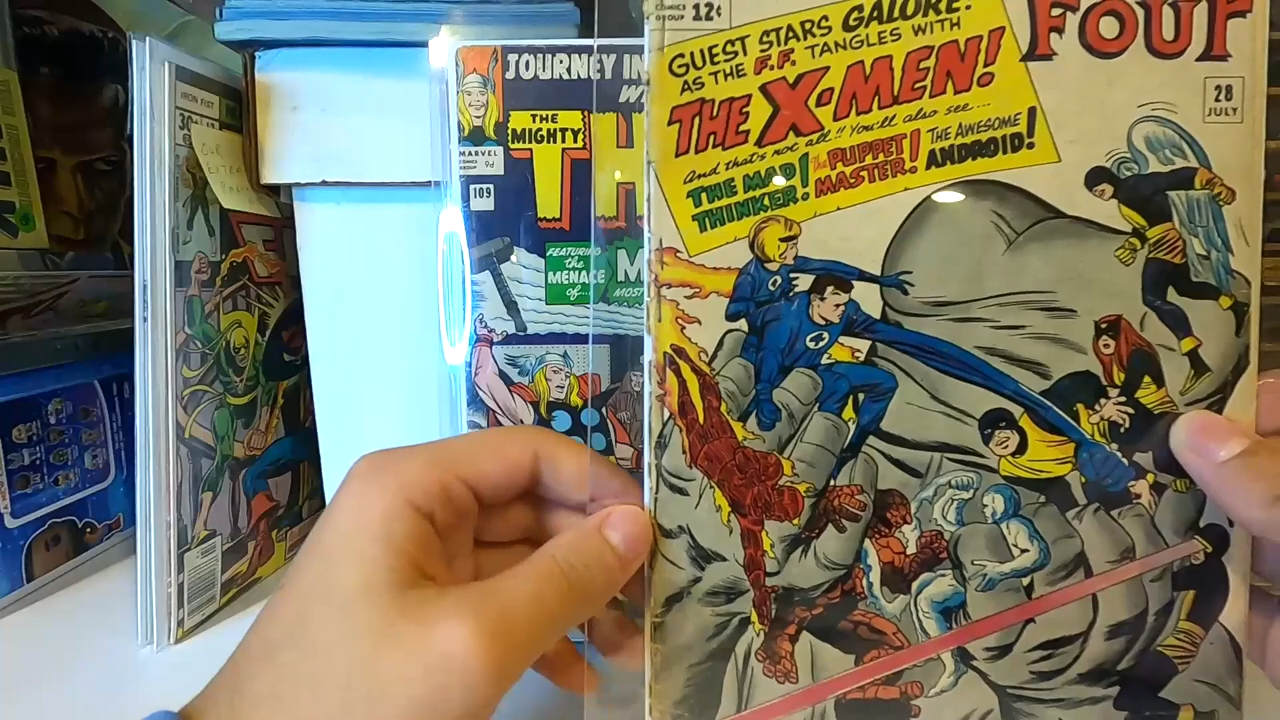 COMICS
GROUP 12¢
GUEST STARS GALORE!
AS THE F.F. TANGLES WITH
THE X-MEN!
And that's not all!! You'll also see...
THE MAD THINKER!
The PUPPET MASTER!
THE AWESOME ANDROID!
FOUR
28
JULY
JOURNEY IN
THE
MIGHTY
MARVEL
COMICS
GROUP
9d
109
FEATURING
the
MENACE
of...
MOST
IRON FIST
30¢
OUR